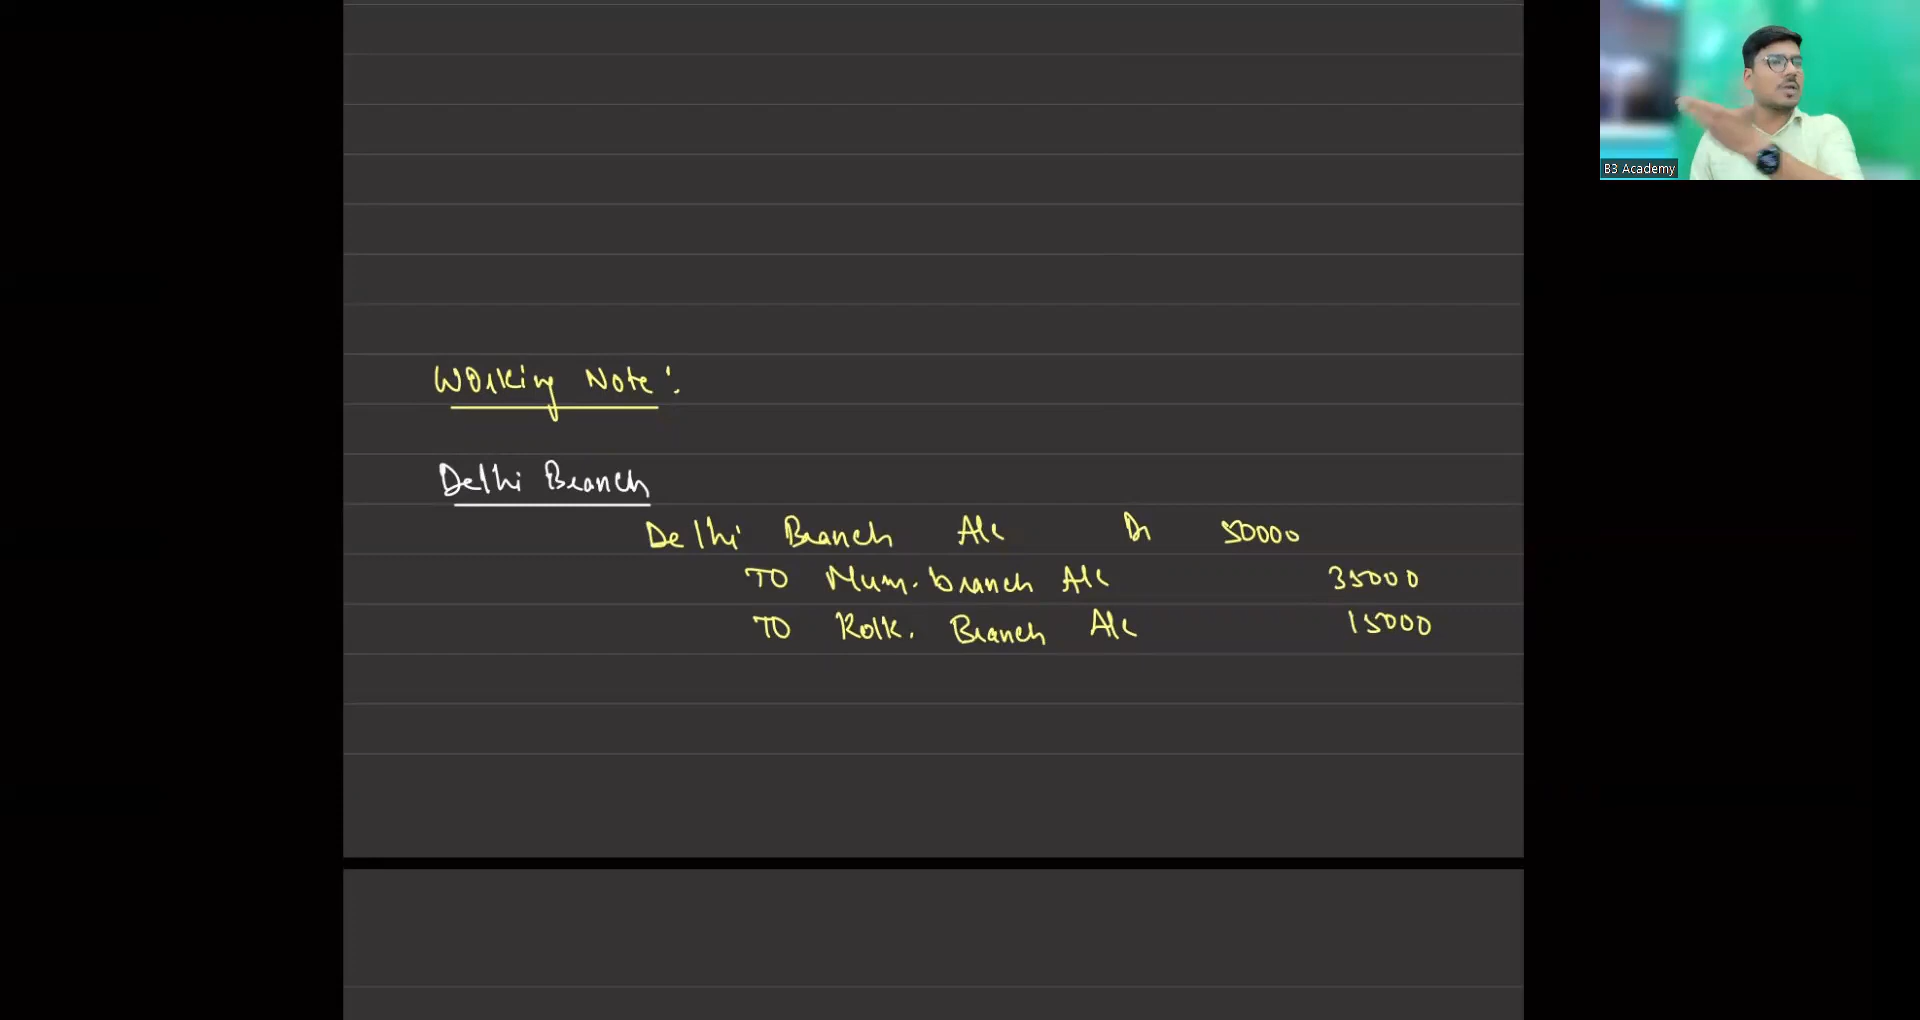 B3 Academy
Working Note:
Delhi Branch
Delhi Branch A/c Dr 50000
TO Mum. branch A/c 35000
TO Kolk. Branch A/c 15000